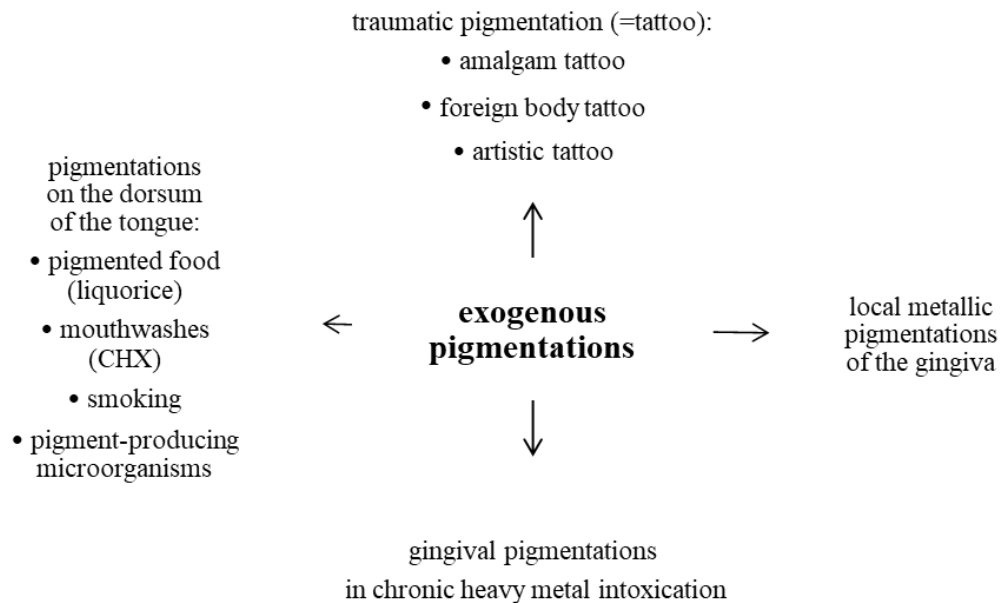 traumatic pigmentation (=tattoo):
• amalgam tattoo
• foreign body tattoo
• artistic tattoo
pigmentations
on the dorsum
of the tongue:
• pigmented food
(liquorice)
• mouthwashes
(CHX)
• smoking
• pigment-producing
microorganisms
exogenous
pigmentations
local metallic
pigmentations
of the gingiva
gingival pigmentations
in chronic heavy metal intoxication